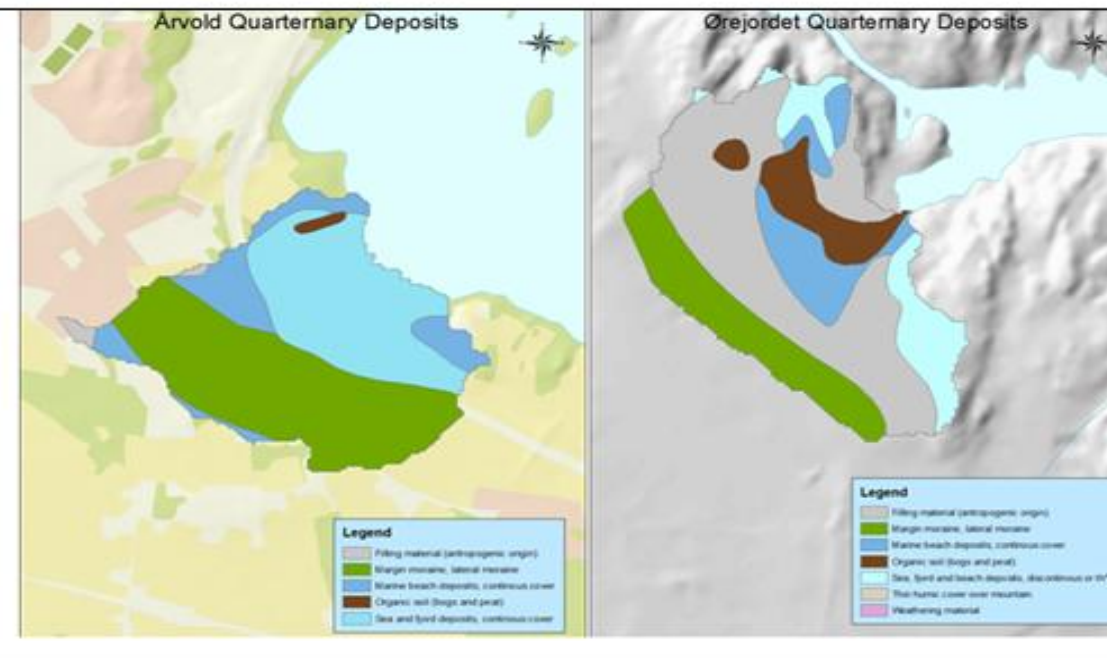 Årvold Quarternary Deposits
Legend
Filling material (antropogenic origin)
Margin moraine, lateral moraine
Marine beach deposits, continous cover
Organic soil (bogs and peat)
Sea and fjord deposits, continous cover
Ørejordet Quarternary Deposits
Legend
Filling material (antropogenic origin)
Margin moraine, lateral moraine
Marine beach deposits, continous cover
Organic soil (bogs and peat)
Sea, fjord and beach deposits, discontinous or
Thin humic cover over mountain
Weathering material